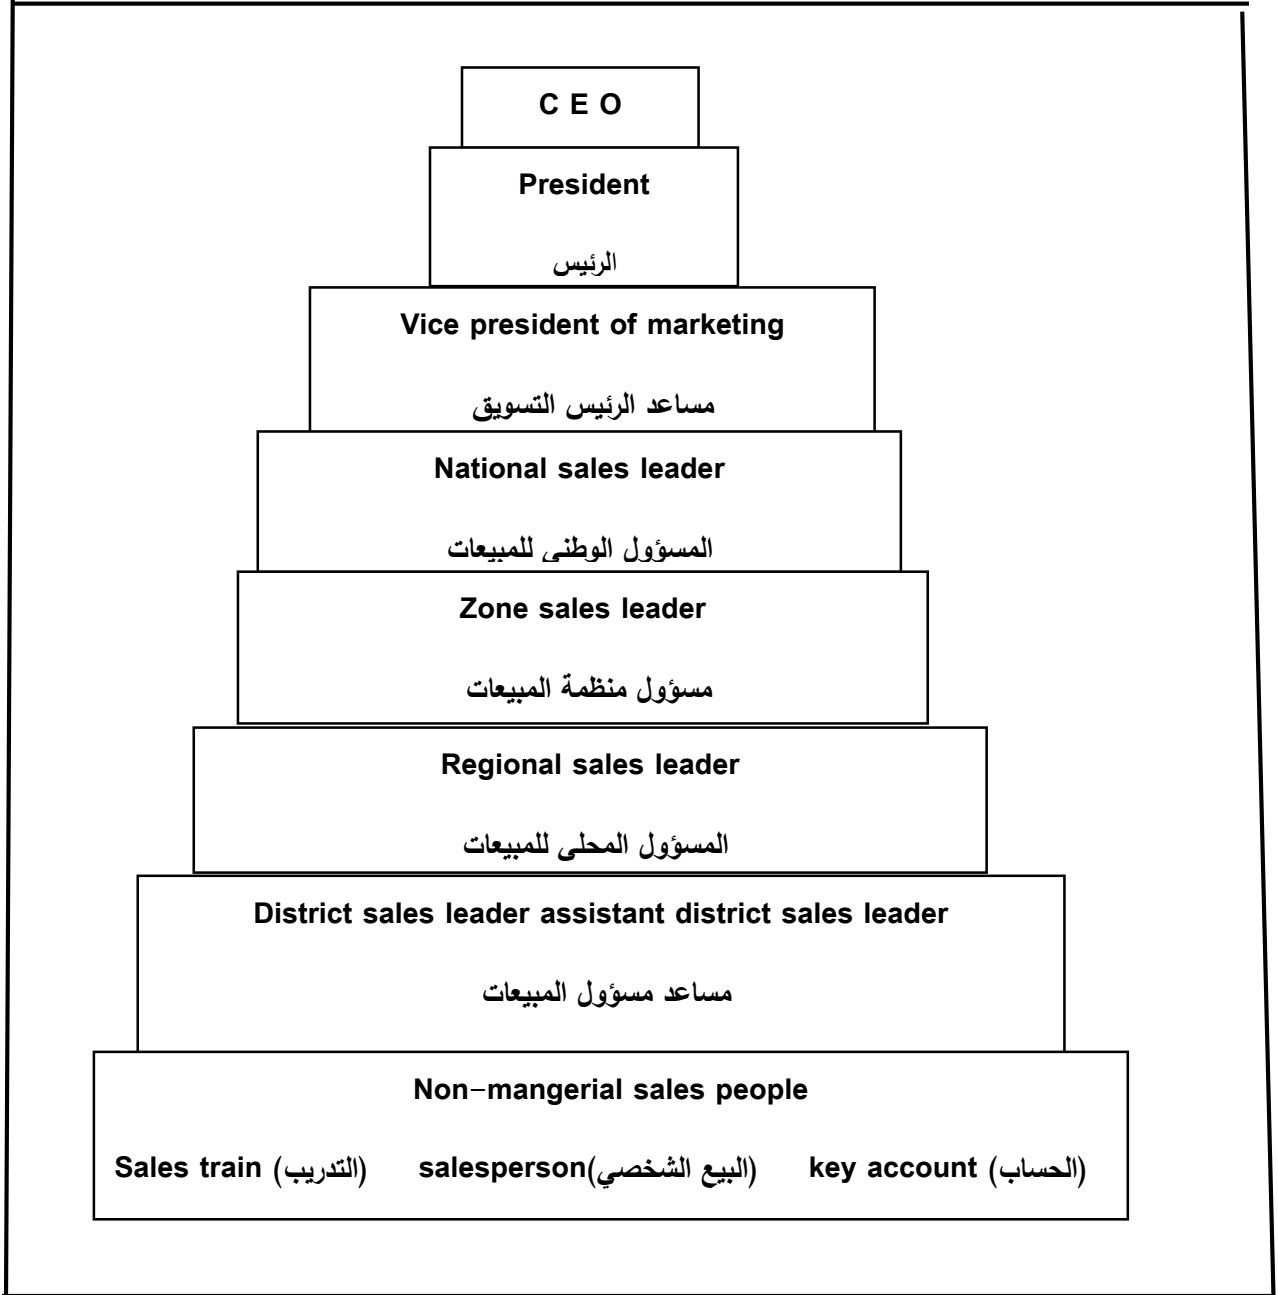 C E O
President
الرئيس
Vice president of marketing
مساعد الرئيس التسويق
National sales leader
المسؤول الوطني للمبيعات
Zone sales leader
مسؤول منظمة المبيعات
Regional sales leader
المسؤول المحلي للمبيعات
District sales leader assistant district sales leader
مساعد مسؤول المبيعات
Non-mangerial sales people
Sales train (التدريب) salesperson(البيع الشخصي) key account (الحساب)